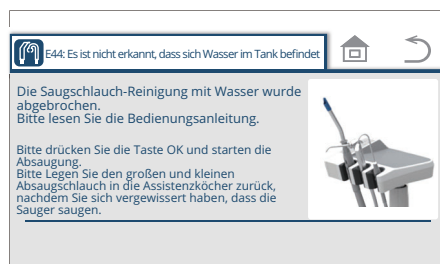 E44: Es ist nicht erkannt, dass sich Wasser im Tank befindet
Die Saugschlauch-Reinigung mit Wasser wurde
abgebrochen.
Bitte lesen Sie die Bedienungsanleitung.
Bitte drücken Sie die Taste OK und starten die
Absaugung.
Bitte Legen Sie den großen und kleinen
Absaugschlauch in die Assistenzköcher zurück,
nachdem Sie sich vergewissert haben, dass die
Sauger saugen.